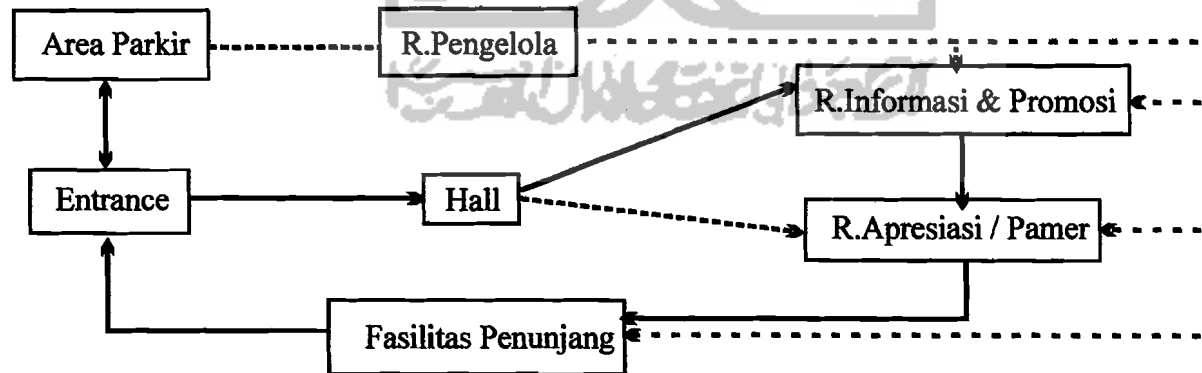 Area Parkir
R.Pengelola
R.Informasi & Promosi
Entrance
Hall
R.Apresiasi / Pamer
Fasilitas Penunjang